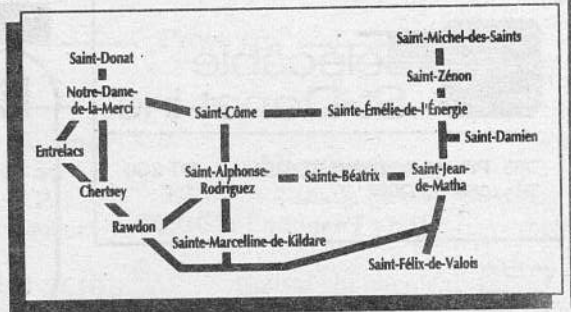 Saint-Michel-des-Saints
Saint-Donat
Saint-Zénon
Notre-Dame-
de-la-Merci
Saint-Côme
Sainte-Émélie-de-l'Énergie
Saint-Damien
Entrelacs
Saint-Alphonse-
Rodriguez
Sainte-Béatrix
Saint-Jean-
de-Matha
Chertsey
Rawdon
Sainte-Marcelline-de-Kildare
Saint-Félix-de-Valois